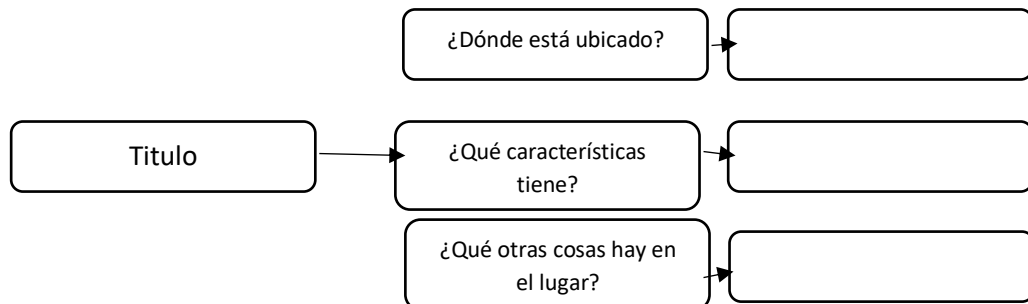 ¿Dónde está ubicado?
Titulo
¿Qué características
tiene?
¿Qué otras cosas hay en
el lugar?